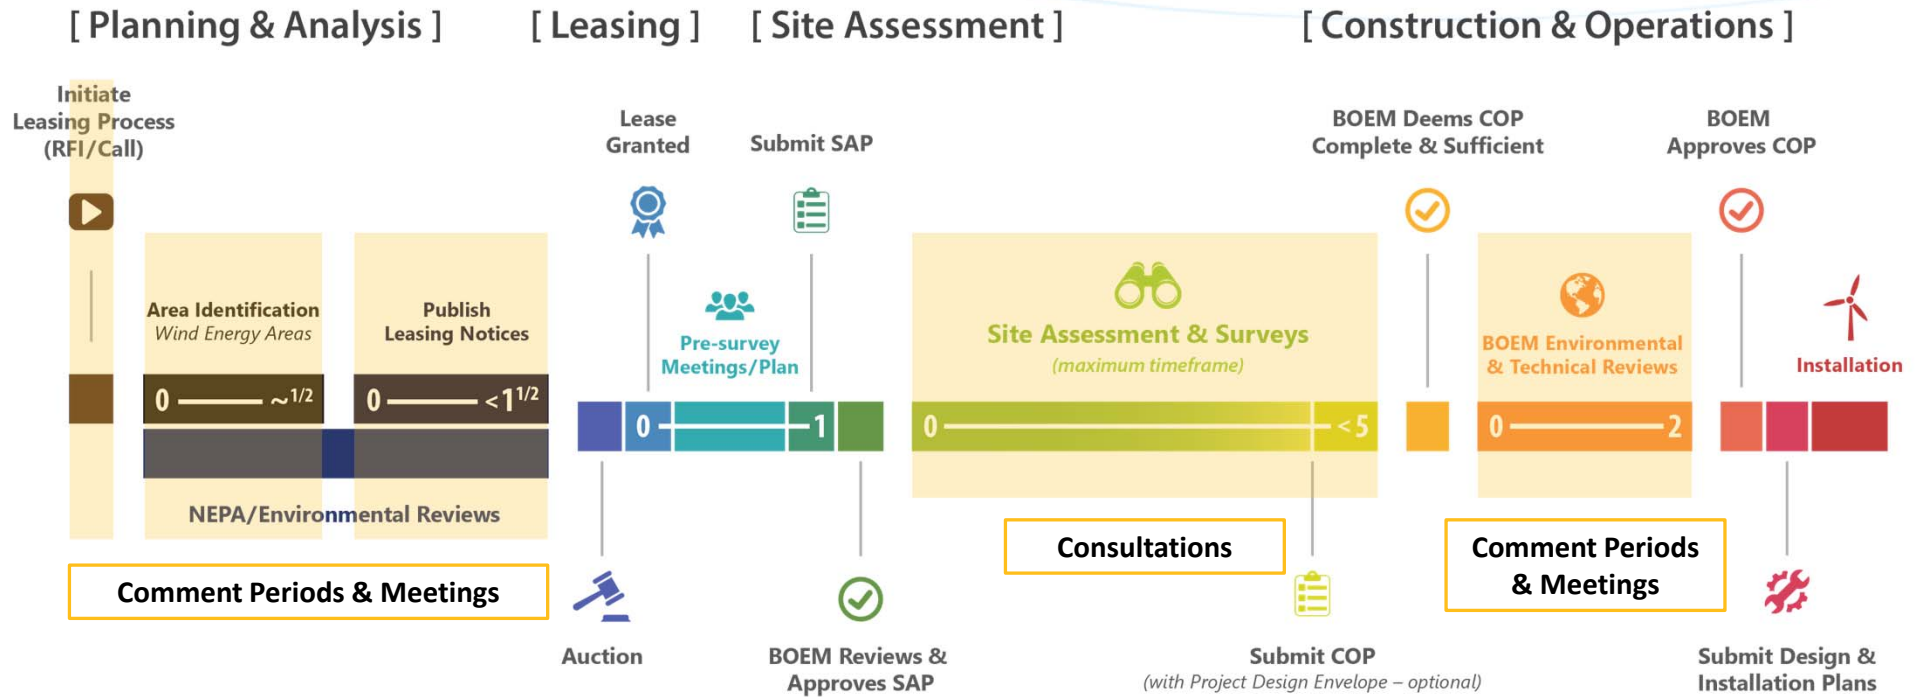 [ Planning & Analysis ]
[ Leasing ]
[ Site Assessment ]
[ Construction & Operations ]
Initiate
Leasing Process
(RFI/Call)
Lease
Granted
Submit SAP
BOEM Deems COP
Complete & Sufficient
BOEM
Approves COP
Area Identification
Wind Energy Areas
Publish
Leasing Notices
Pre-survey
Meetings/Plan
Site Assessment & Surveys
(maximum timeframe)
BOEM Environmental
& Technical Reviews
Installation
0 ~1/2
0 <1 1/2
0 1
0 <5
0 2
NEPA/Environmental Reviews
Comment Periods & Meetings
Consultations
Comment Periods
& Meetings
Auction
BOEM Reviews &
Approves SAP
Submit COP
(with Project Design Envelope – optional)
Submit Design &
Installation Plans